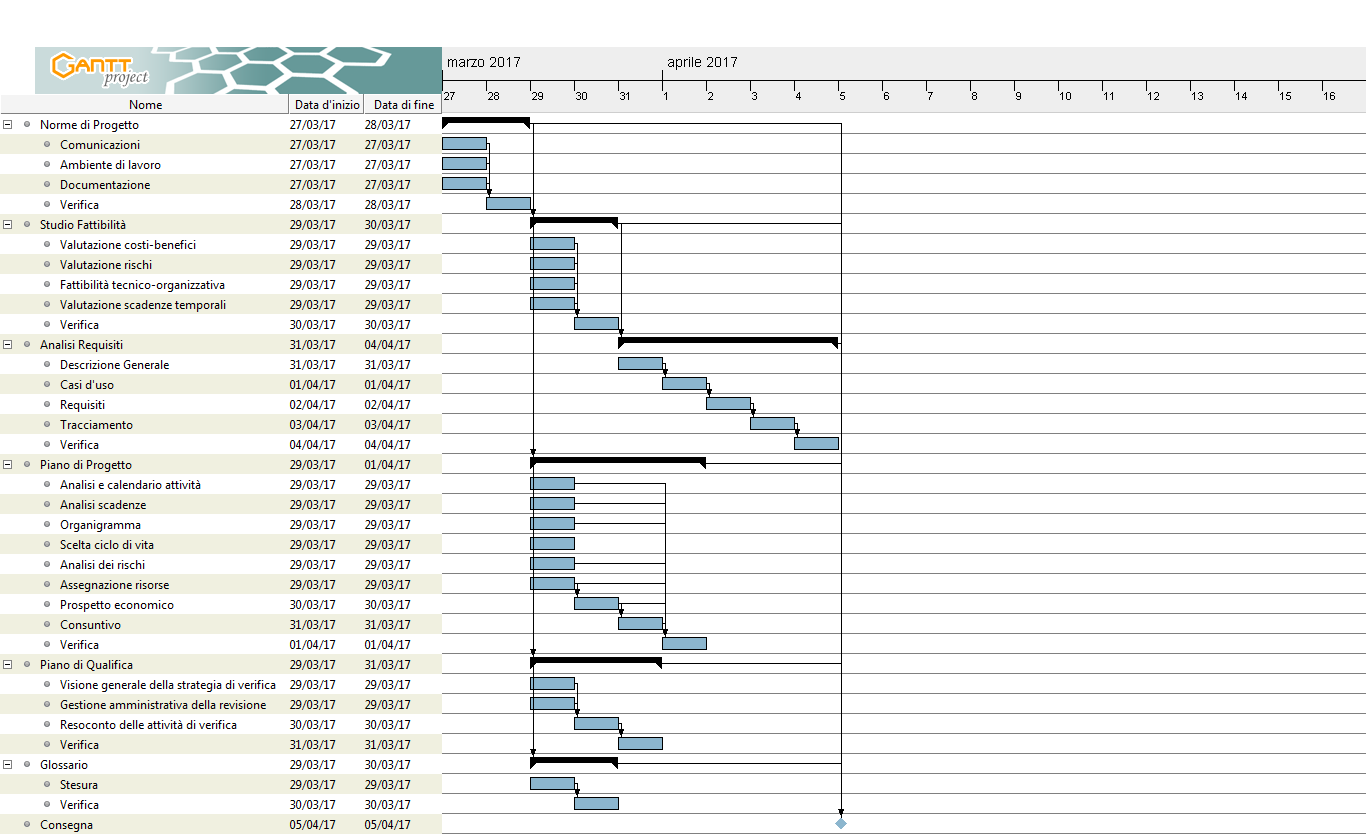 GANTT
project
marzo 2017 aprile 2017
Nome Data d'inizio Data di fine 27 28 29 30 31 1 2 3 4 5 6 7 8 9 10 11 12 13 14 15 16
Norme di Progetto 27/03/17 28/03/17
Comunicazioni 27/03/17 27/03/17
Ambiente di lavoro 27/03/17 27/03/17
Documentazione 27/03/17 27/03/17
Verifica 28/03/17 28/03/17
Studio Fattibilità 29/03/17 30/03/17
Valutazione costi-benefici 29/03/17 29/03/17
Valutazione rischi 29/03/17 29/03/17
Fattibilità tecnico-organizzativa 29/03/17 29/03/17
Valutazione scadenze temporali 29/03/17 29/03/17
Verifica 30/03/17 30/03/17
Analisi Requisiti 31/03/17 04/04/17
Descrizione Generale 31/03/17 31/03/17
Casi d'uso 01/04/17 01/04/17
Requisiti 02/04/17 02/04/17
Tracciamento 03/04/17 03/04/17
Verifica 04/04/17 04/04/17
Piano di Progetto 29/03/17 01/04/17
Analisi e calendario attività 29/03/17 29/03/17
Analisi scadenze 29/03/17 29/03/17
Organigramma 29/03/17 29/03/17
Scelta ciclo di vita 29/03/17 29/03/17
Analisi dei rischi 29/03/17 29/03/17
Assegnazione risorse 29/03/17 29/03/17
Prospetto economico 30/03/17 30/03/17
Consuntivo 31/03/17 31/03/17
Verifica 01/04/17 01/04/17
Piano di Qualifica 29/03/17 31/03/17
Visione generale della strategia di verifica 29/03/17 29/03/17
Gestione amministrativa della revisione 29/03/17 29/03/17
Resoconto delle attività di verifica 30/03/17 30/03/17
Verifica 31/03/17 31/03/17
Glossario 29/03/17 30/03/17
Stesura 29/03/17 29/03/17
Verifica 30/03/17 30/03/17
Consegna 05/04/17 05/04/17